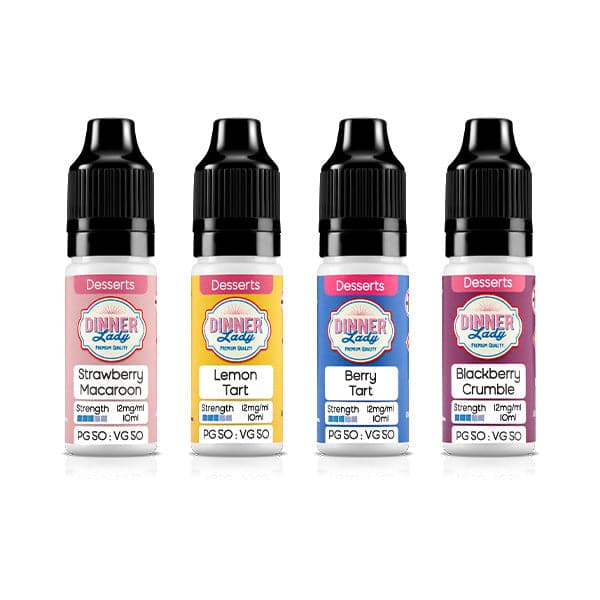 Desserts
DINNER
Lady
PREMIUM QUALITY
Strawberry
Macaroon
Strength 12mg/ml
10ml
PG 50 : VG 50
Desserts
DINNER
Lady
PREMIUM QUALITY
Lemon
Tart
Strength 12mg/ml
10ml
PG 50 : VG 50
Desserts
DINNER
Lady
PREMIUM QUALITY
Berry
Tart
Strength 12mg/ml
10ml
PG 50 : VG 50
Desserts
DINNER
Lady
PREMIUM QUALITY
Blackberry
Crumble
Strength 12mg/ml
10ml
PG 50 : VG 50